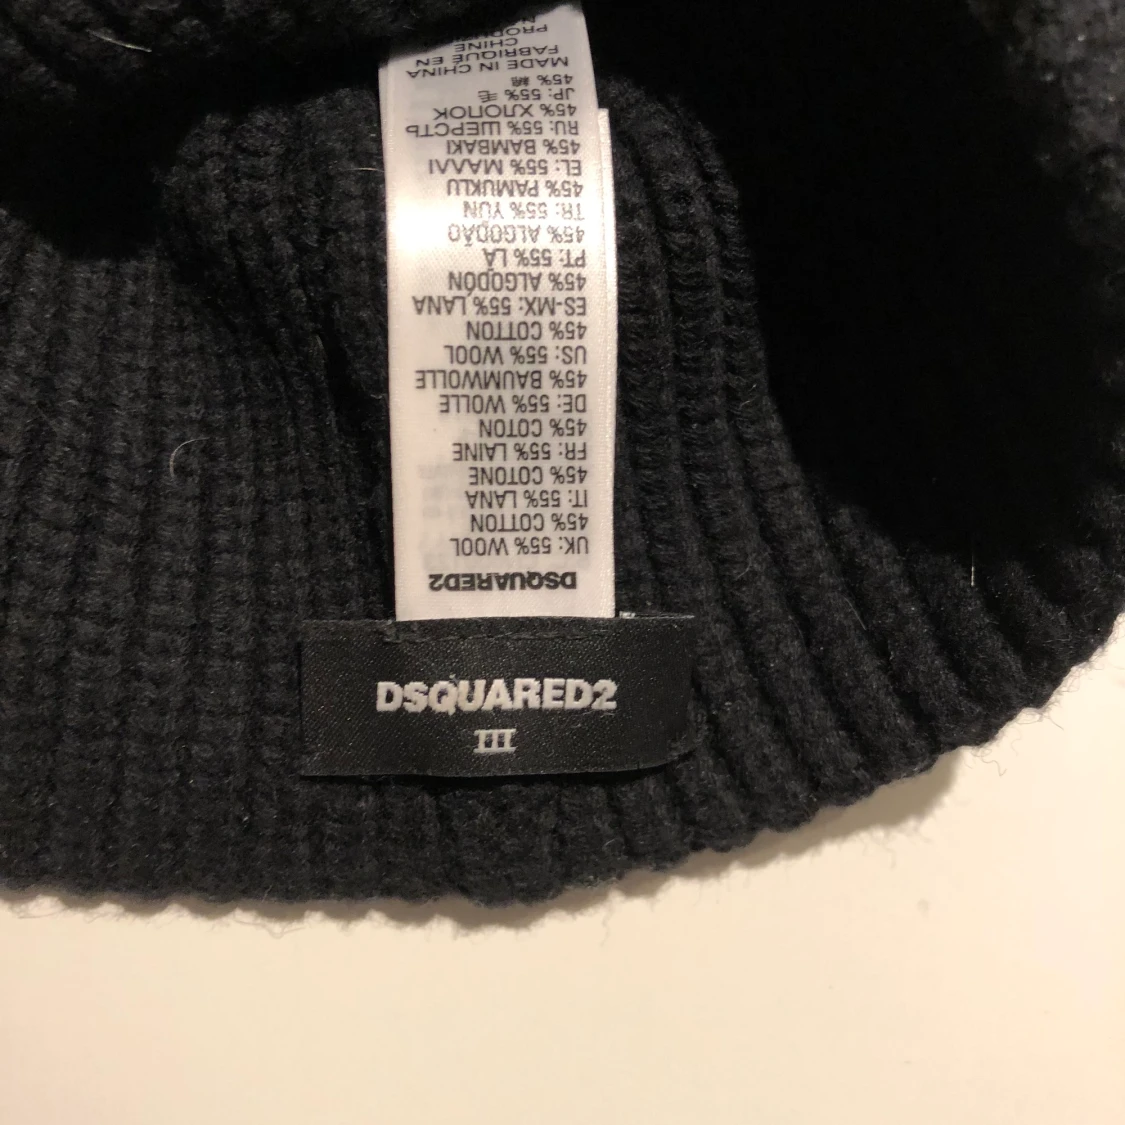 DSQUARED2
UK: 55% WOOL
45% COTTON
IT: 55% LANA
45% COTONE
FR: 55% LAINE
45% COTON
DE: 55% WOLLE
45% BAUMWOLLE
US: 55% WOOL
45% COTTON
ES-MX: 55% LANA
45% ALGODÓN
PT: 55% LÃ
45% ALGODÃO
TR: 55% YÜN
45% PAMUKLU
EL: 55% ΜΑΛΛΙ
45% ΒΑΜΒΑΚΙ
RU: 55% ШЕРСТЬ
45% ХЛОПОК
JP: 55% 毛
45% 綿
MADE IN CHINA
FABRIQUE EN
CHINE
DSQUARED2
III